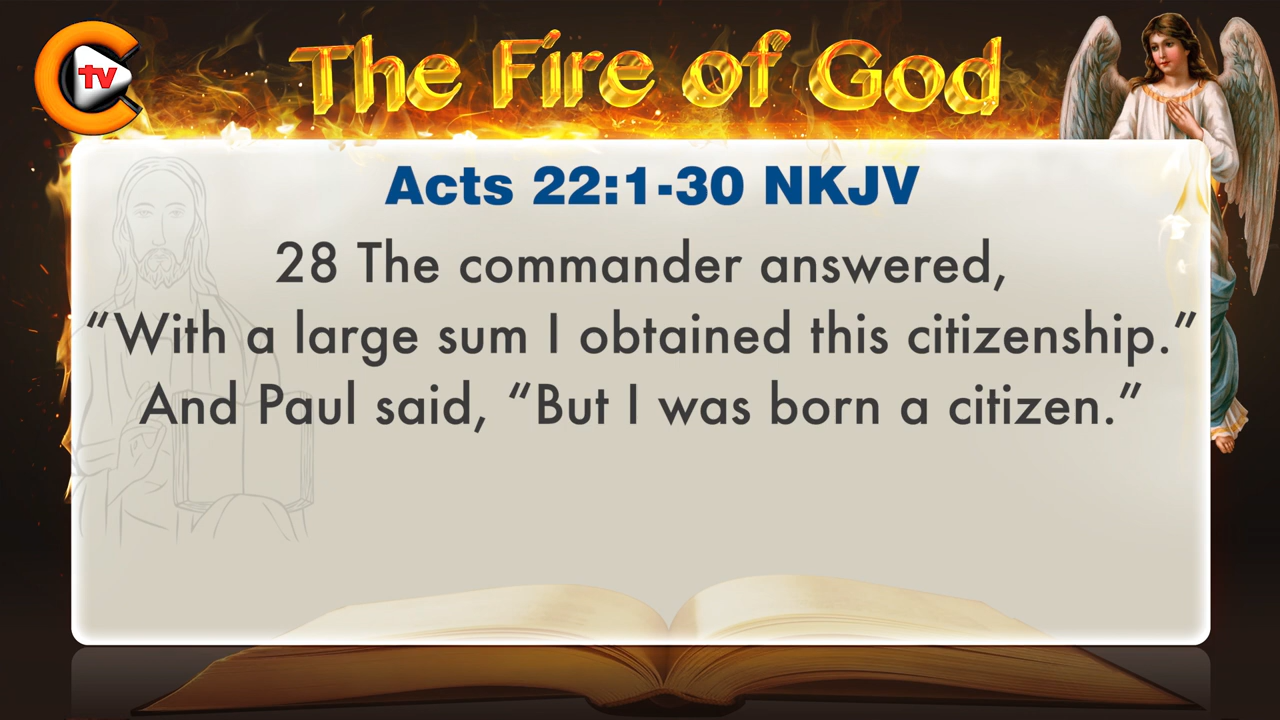 C tv
The Fire of God
Acts 22:1-30 NKJV
28 The commander answered,
“With a large sum I obtained this citizenship.”
And Paul said, “But I was born a citizen.”